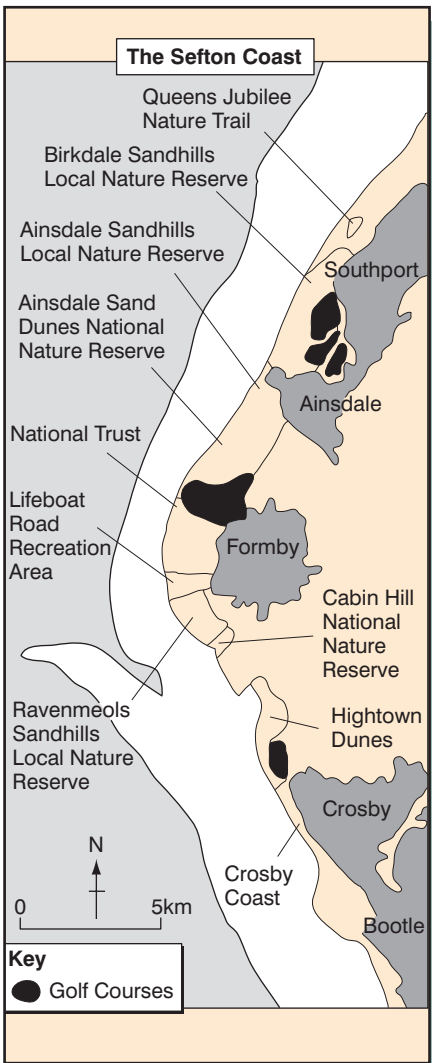 The Sefton Coast
Queens Jubilee
Nature Trail
Birkdale Sandhills
Local Nature Reserve
Ainsdale Sandhills
Local Nature Reserve
Southport
Ainsdale Sand
Dunes National
Nature Reserve
Ainsdale
National Trust
Lifeboat
Road
Recreation
Area
Formby
Cabin Hill
National
Nature
Reserve
Ravenmeols
Sandhills
Local Nature
Reserve
Hightown
Dunes
Crosby
N
Crosby
Coast
0 5km
Bootle
Key
Golf Courses